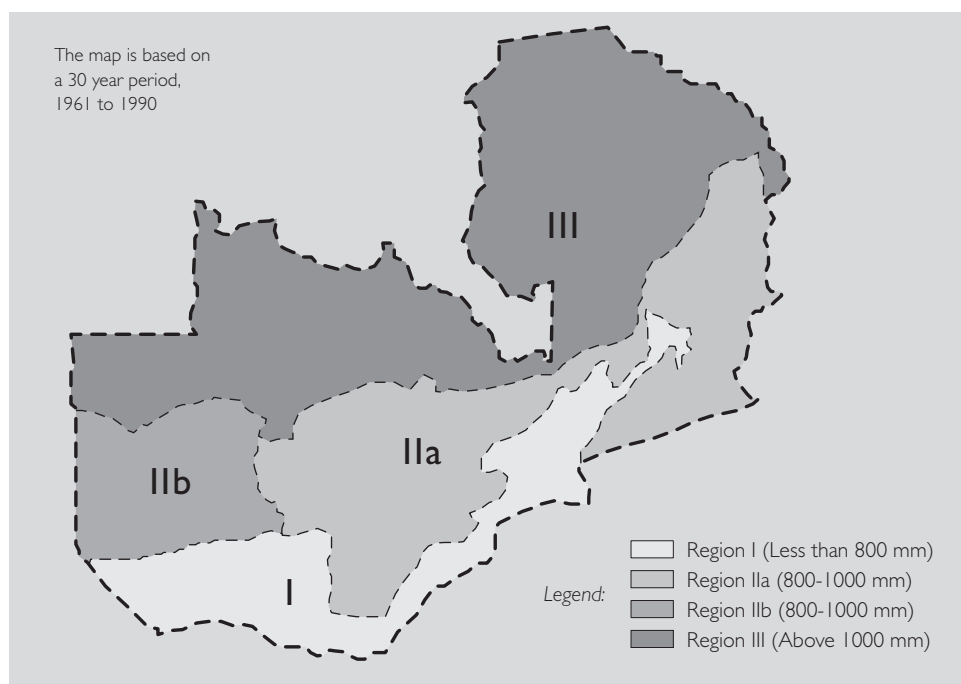 The map is based on
a 30 year period,
1961 to 1990
III
IIa
IIb
I
Legend:
Region I (Less than 800 mm)
Region IIa (800-1000 mm)
Region IIb (800-1000 mm)
Region III (Above 1000 mm)